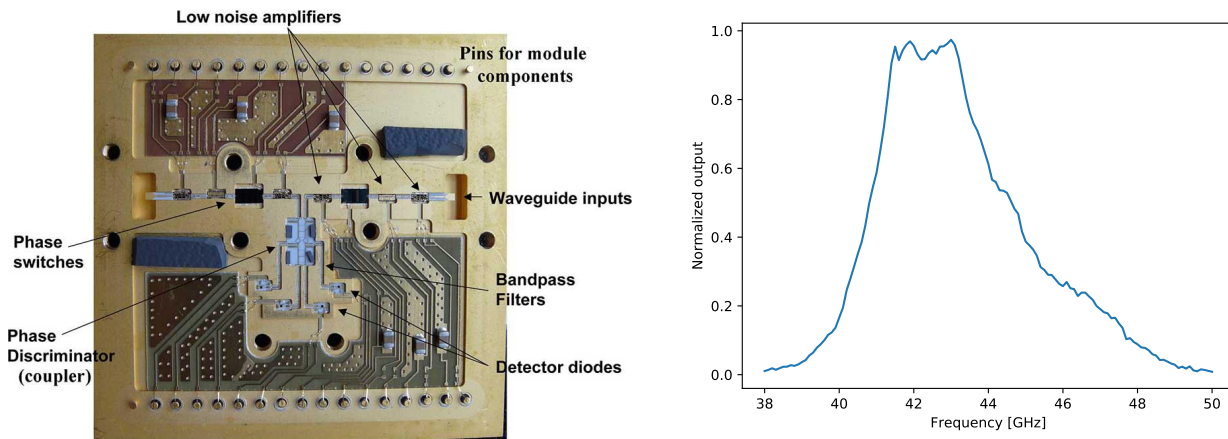 Low noise amplifiers
Pins for module
components
Waveguide inputs
Phase
switches
Bandpass
Filters
Phase
Discriminator
(coupler)
Detector diodes
1.0
0.8
0.6
0.4
0.2
0.0
Normalized output
38
40
42
44
46
48
50
Frequency [GHz]